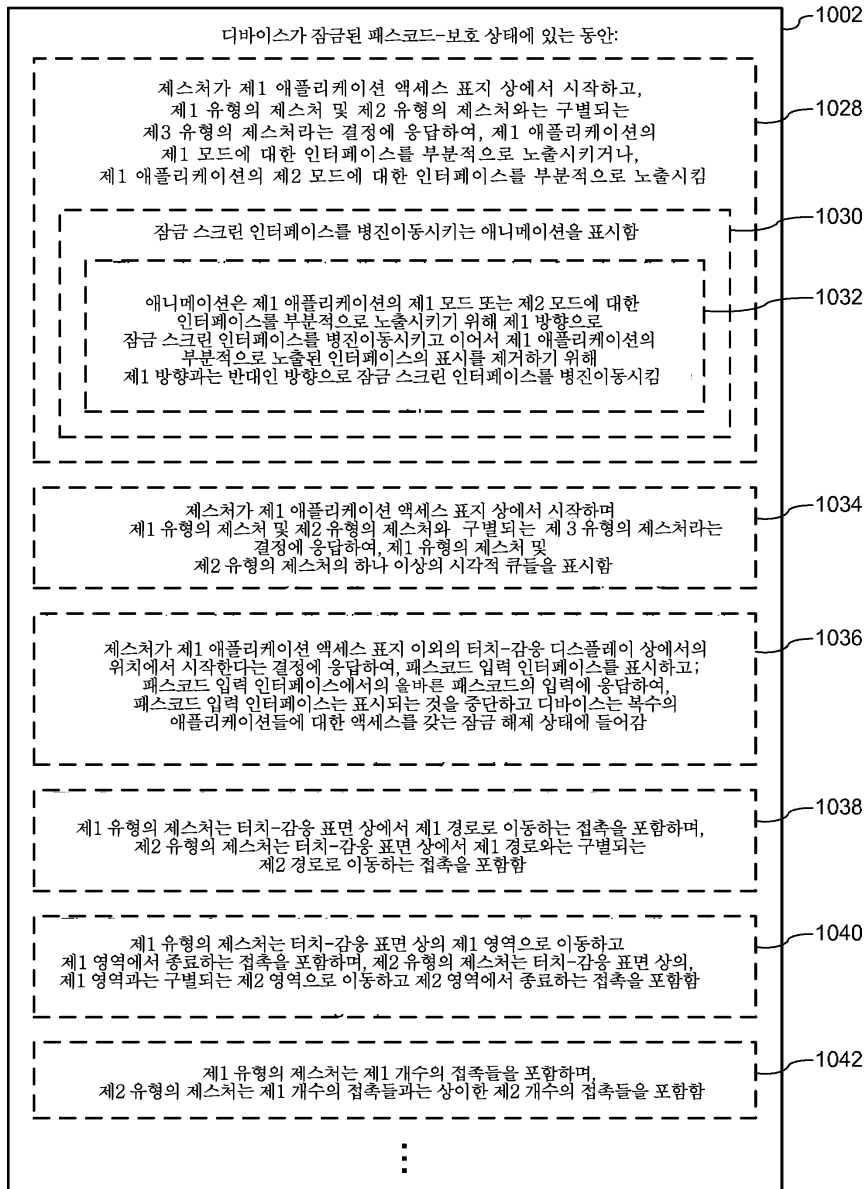 1002
디바이스가 잠금된 패스코드-보호 상태에 있는 동안:
1028
제스처가 제1 애플리케이션 액세스 표지 상에서 시작하고,
제1 유형의 제스처 및 제2 유형의 제스처와는 구별되는
제3 유형의 제스처라는 결정에 응답하여, 제1 애플리케이션의
제1 모드에 대한 인터페이스를 부분적으로 노출시키거나,
제1 애플리케이션의 제2 모드에 대한 인터페이스를 부분적으로 노출시킴
1030
잠금 스크린 인터페이스를 병진이동시키는 애니메이션을 표시함
1032
애니메이션은 제1 애플리케이션의 제1 모드 또는 제2 모드에 대한
인터페이스를 부분적으로 노출시키기 위해 제1 방향으로
잠금 스크린 인터페이스를 병진이동시키고 이어서 제1 애플리케이션의
부분적으로 노출된 인터페이스의 표시를 제거하기 위해
제1 방향과는 반대인 방향으로 잠금 스크린 인터페이스를 병진이동시킴
1034
제스처가 제1 애플리케이션 액세스 표지 상에서 시작하며
제1 유형의 제스처 및 제2 유형의 제스처와 구별되는 제3 유형의 제스처라는
결정에 응답하여, 제1 유형의 제스처 및
제2 유형의 제스처의 하나 이상의 시각적 큐들을 표시함
1036
제스처가 제1 애플리케이션 액세스 표지 이외의 터치-감응 디스플레이 상에서의
위치에서 시작한다는 결정에 응답하여, 패스코드 입력 인터페이스를 표시하고;
패스코드 입력 인터페이스에서의 올바른 패스코드의 입력에 응답하여,
패스코드 입력 인터페이스는 표시되는 것을 중단하고 디바이스는 복수의
애플리케이션들에 대한 액세스를 갖는 잠금 해제 상태에 들어감
1038
제1 유형의 제스처는 터치-감응 표면 상에서 제1 경로로 이동하는 접촉을 포함하며,
제2 유형의 제스처는 터치-감응 표면 상에서 제1 경로와는 구별되는
제2 경로로 이동하는 접촉을 포함함
1040
제1 유형의 제스처는 터치-감응 표면 상의 제1 영역으로 이동하고
제1 영역에서 종료하는 접촉을 포함하며, 제2 유형의 제스처는 터치-감응 표면 상의,
제1 영역과는 구별되는 제2 영역으로 이동하고 제2 영역에서 종료하는 접촉을 포함함
1042
제1 유형의 제스처는 제1 개수의 접촉들을 포함하며,
제2 유형의 제스처는 제1 개수의 접촉들과는 상이한 제2 개수의 접촉들을 포함함